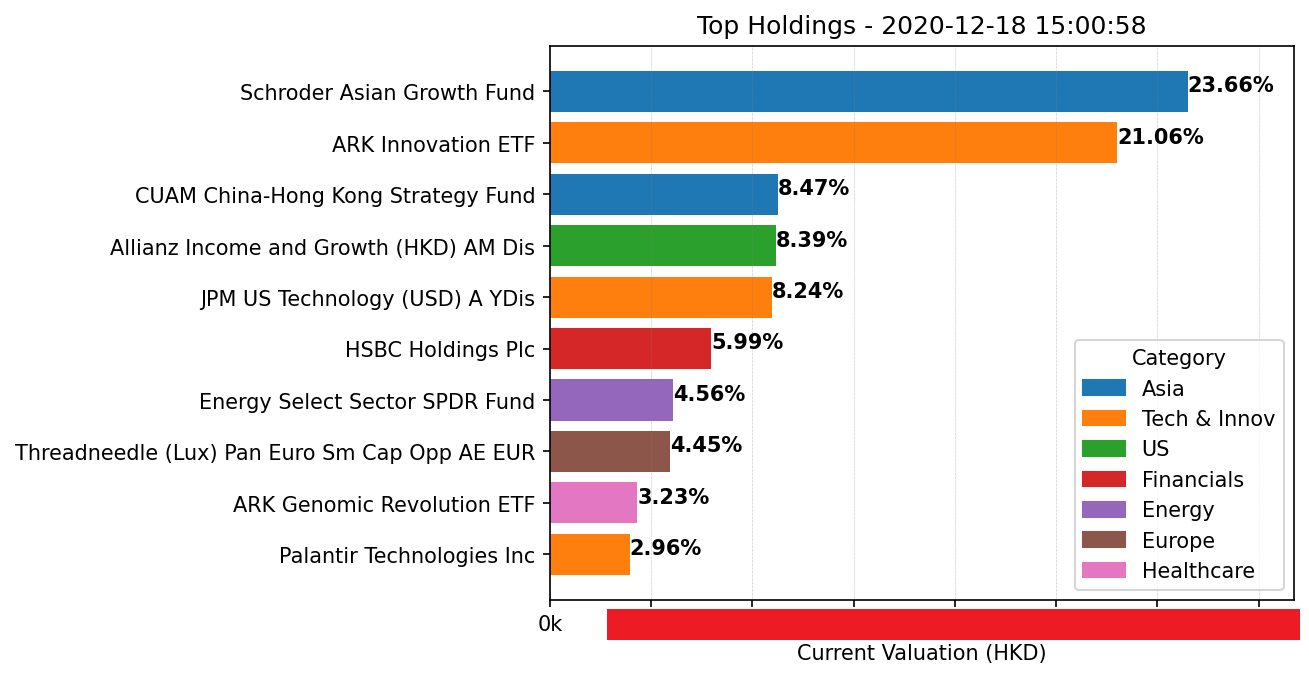 Top Holdings - 2020-12-18 15:00:58
Schroder Asian Growth Fund
23.66%
ARK Innovation ETF
21.06%
CUAM China-Hong Kong Strategy Fund
8.47%
Allianz Income and Growth (HKD) AM Dis
8.39%
JPM US Technology (USD) A YDis
8.24%
HSBC Holdings Plc
5.99%
Energy Select Sector SPDR Fund
4.56%
Threadneedle (Lux) Pan Euro Sm Cap Opp AE EUR
4.45%
ARK Genomic Revolution ETF
3.23%
Palantir Technologies Inc
2.96%
Category
Asia
Tech & Innov
US
Financials
Energy
Europe
Healthcare
0k
Current Valuation (HKD)